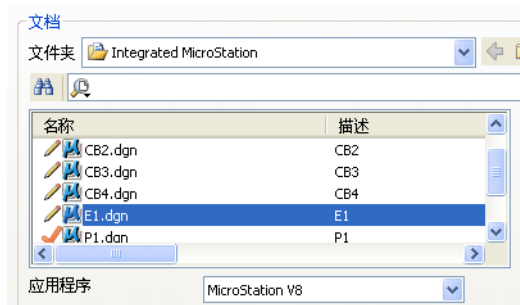 文档
文件夹 Integrated MicroStation
名称 描述
CB2.dgn CB2
CB3.dgn CB3
CB4.dgn CB4
E1.dgn E1
P1.dgn P1
应用程序 MicroStation V8